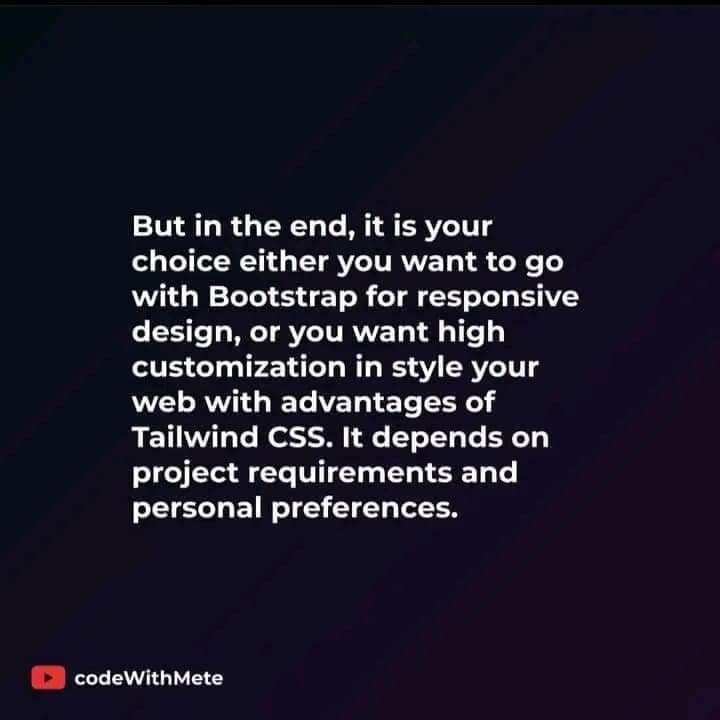 But in the end, it is your
choice either you want to go
with Bootstrap for responsive
design, or you want high
customization in style your
web with advantages of
Tailwind CSS. It depends on
project requirements and
personal preferences.
codeWithMete